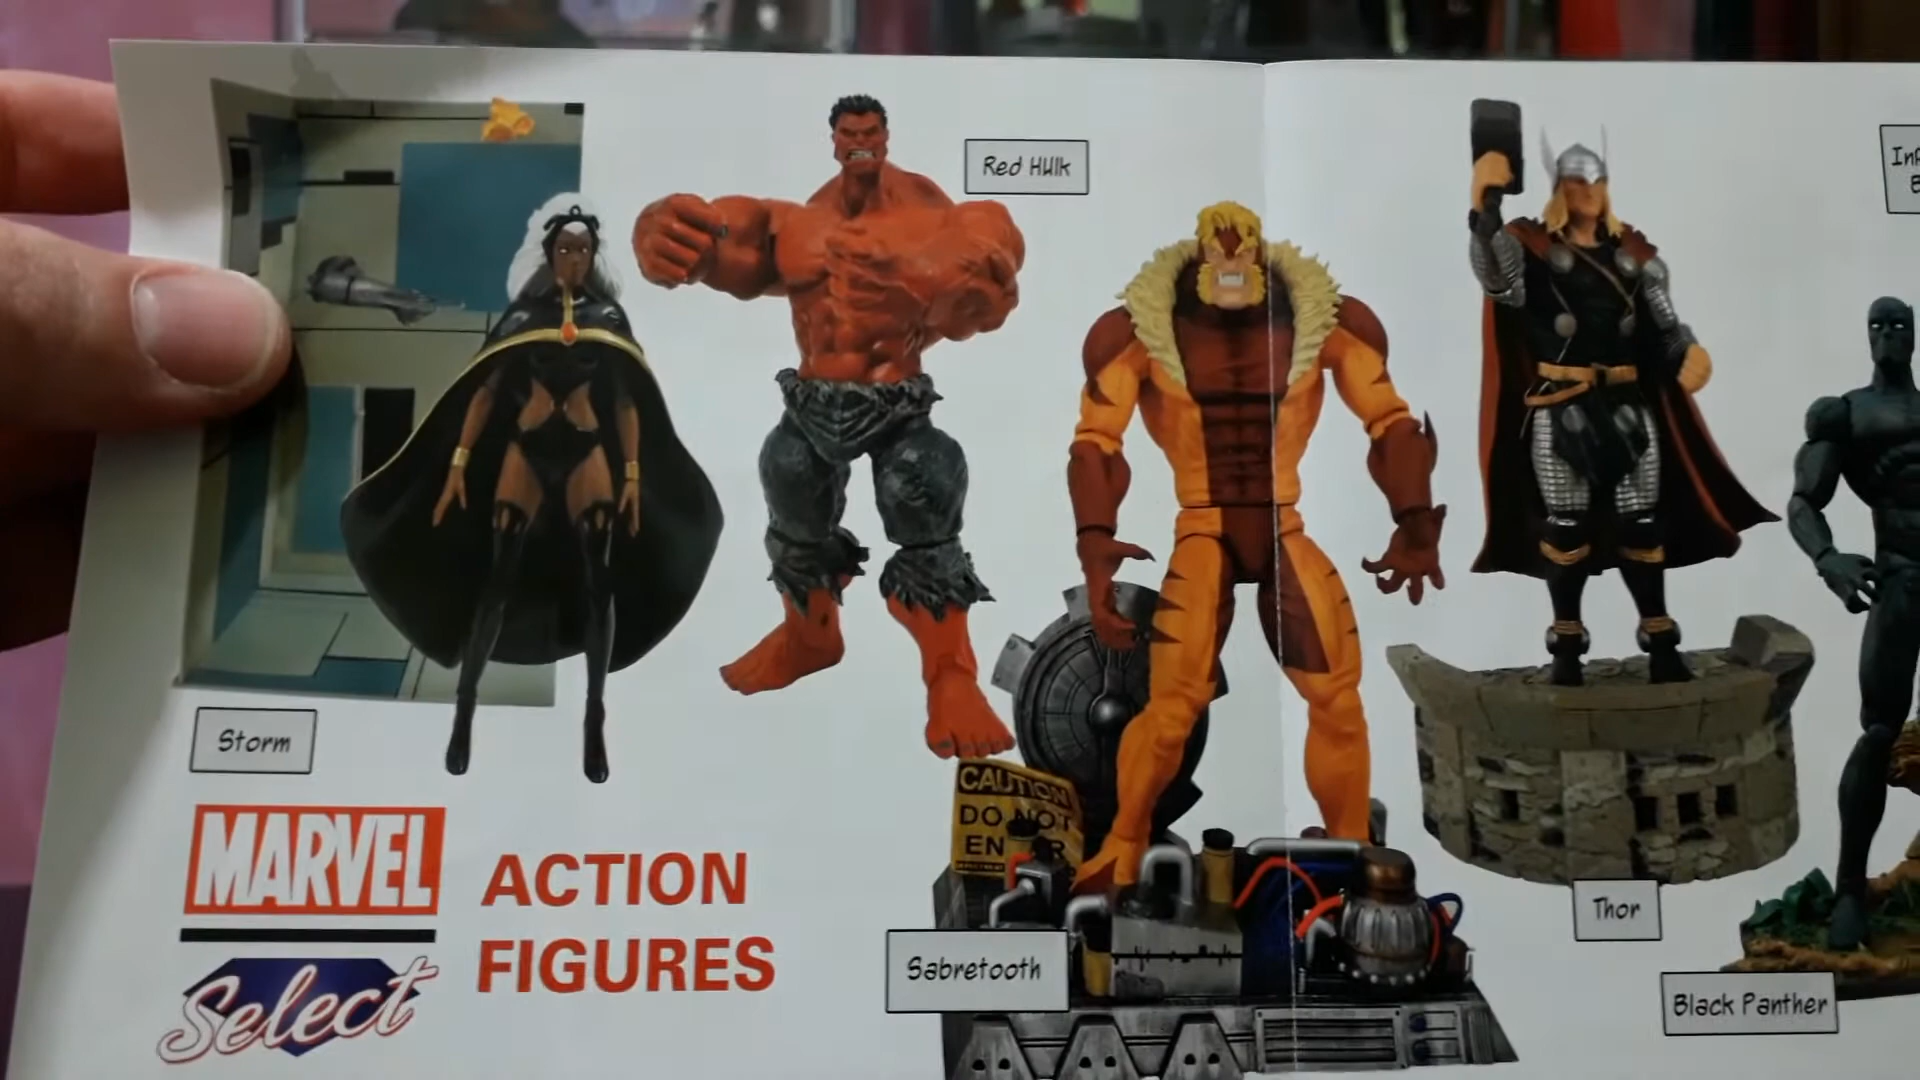 Red Hulk
Storm
MARVEL
Select
ACTION
FIGURES
CAUTION
DO NOT
Sabretooth
Thor
Black Panther